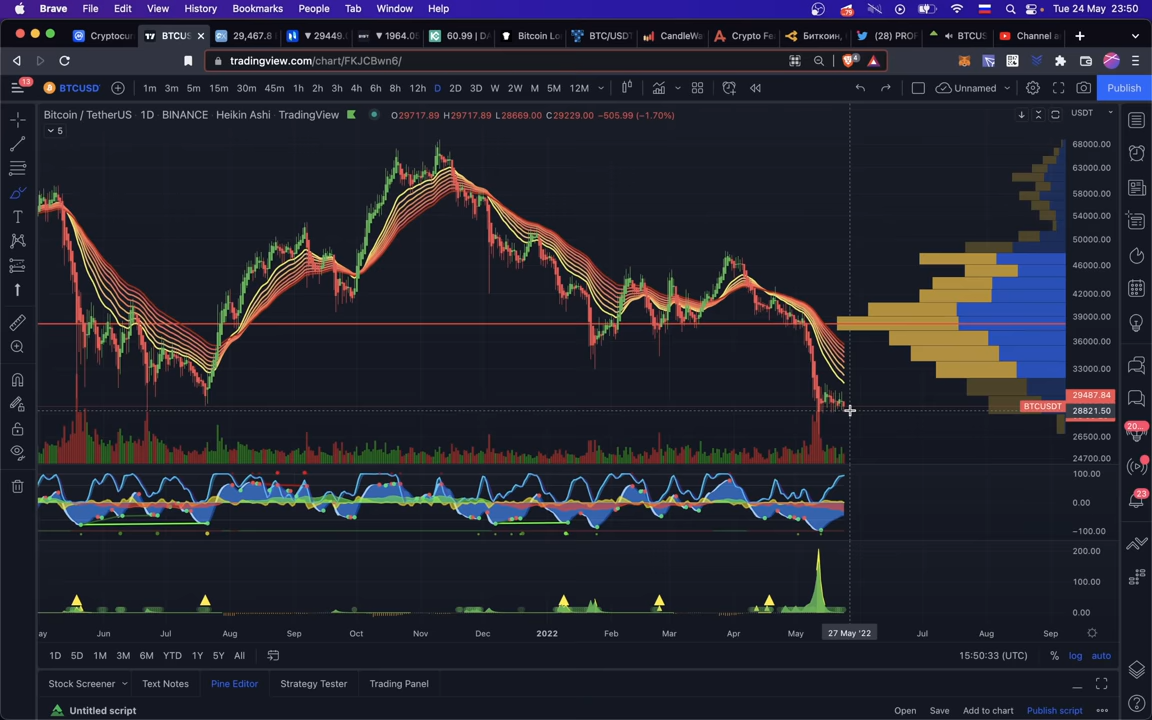 Brave File Edit View History Bookmarks People Tab Window Help Tue 24 May 23:50
Cryptocur BTCUS 29,467.8 29449. 1964.0 60.99 | DA Bitcoin Lo BTC/USDT CandleWa Crypto Fe Биткоин, (28) PROF BTCUS Channel a
tradingview.com/chart/FKJCBwn6/ 4
13 BTCUSD 1m 3m 5m 15m 30m 45m 1h 2h 3h 4h 6h 8h 12h D 2D 3D W 2W M 5M 12M Unnamed Publish
Bitcoin / TetherUS · 1D · BINANCE · Heikin Ashi · TradingView O29717.89 H29717.89 L28669.00 C29229.00 −505.99 (−1.70%) USDT
5
68000.00
63000.00
58000.00
54000.00
50000.00
46000.00
42000.00
39000.00
36000.00
33000.00
29487.84
BTCUSDT
28821.50
26500.00
24700.00
100.00
0.00
−100.00
200.00
100.00
0.00
20...
23
ay Jun Jul Aug Sep Oct Nov Dec 2022 Feb Mar Apr May 27 May '22 Jul Aug Sep
1D 5D 1M 3M 6M YTD 1Y 5Y All 15:50:33 (UTC) % log auto
Stock Screener Text Notes Pine Editor Strategy Tester Trading Panel
Untitled script Open Save Add to chart Publish script